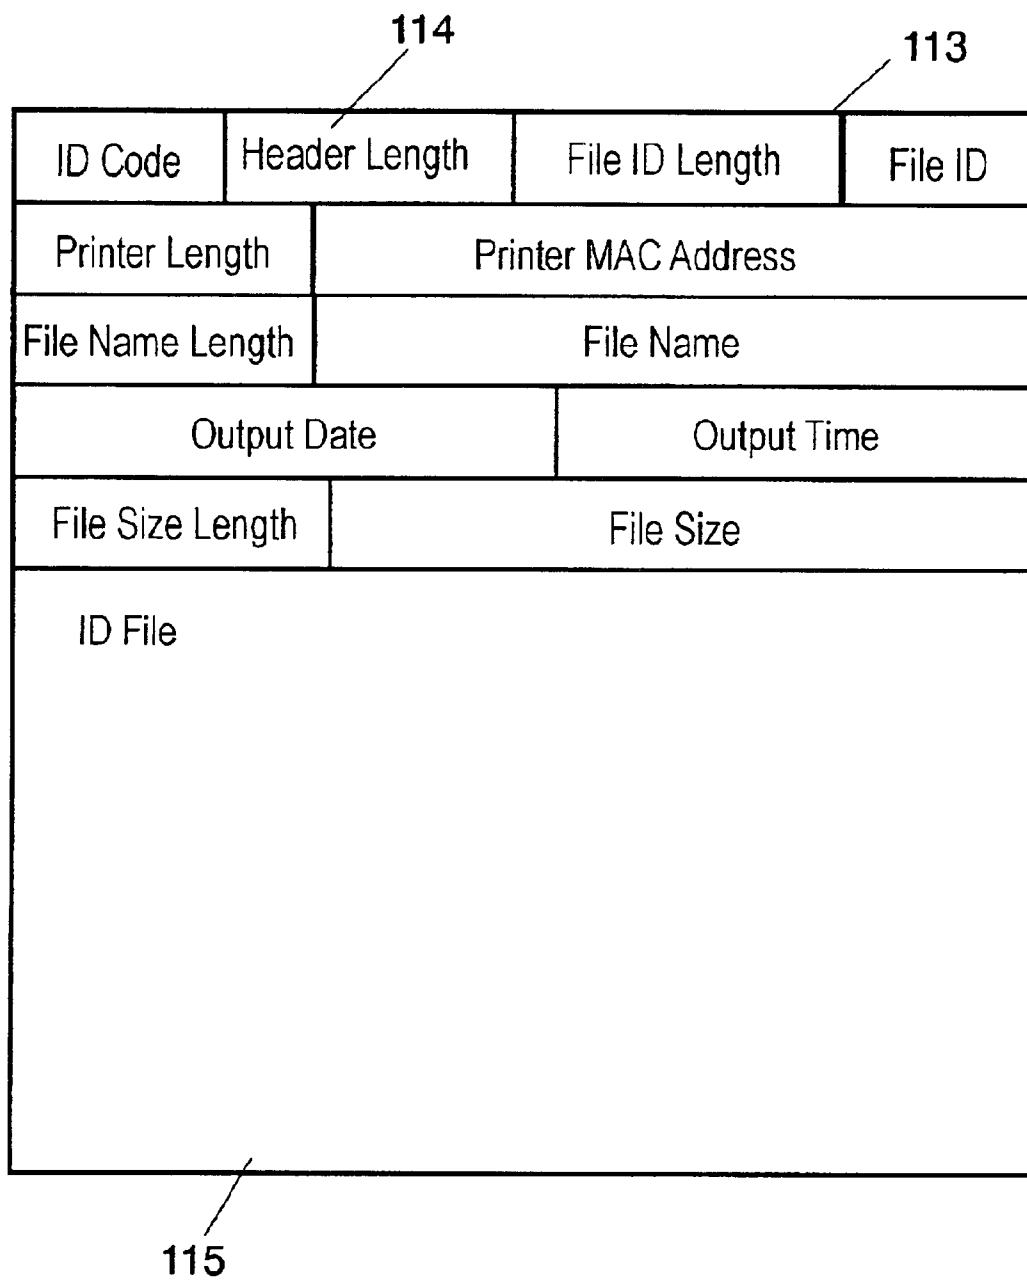 114
113
ID Code Header Length File ID Length File ID
Printer Length Printer MAC Address
File Name Length File Name
Output Date Output Time
File Size Length File Size
ID File
115